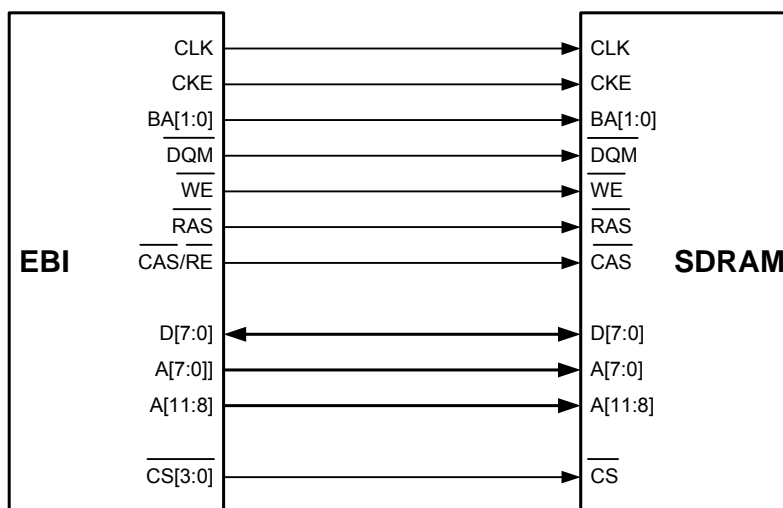 CLK CLK
CKE CKE
BA[1:0] BA[1:0]
DQM DQM
WE WE
RAS RAS
EBI CAS/RE CAS SDRAM
D[7:0] D[7:0]
A[7:0]] A[7:0]
A[11:8] A[11:8]
CS[3:0] CS